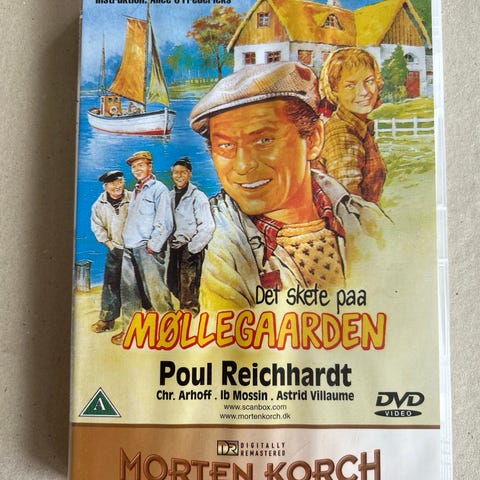 Instruktion: Alice O'Fredericks
Det skete paa
MØLLEGAARDEN
Poul Reichhardt
Chr. Arhoff . Ib Mossin . Astrid Villaume
www.scanbox.com
www.mortenkorch.dk
A
DVD
VIDEO
DR DIGITALLY
REMASTERED
MORTEN KORCH